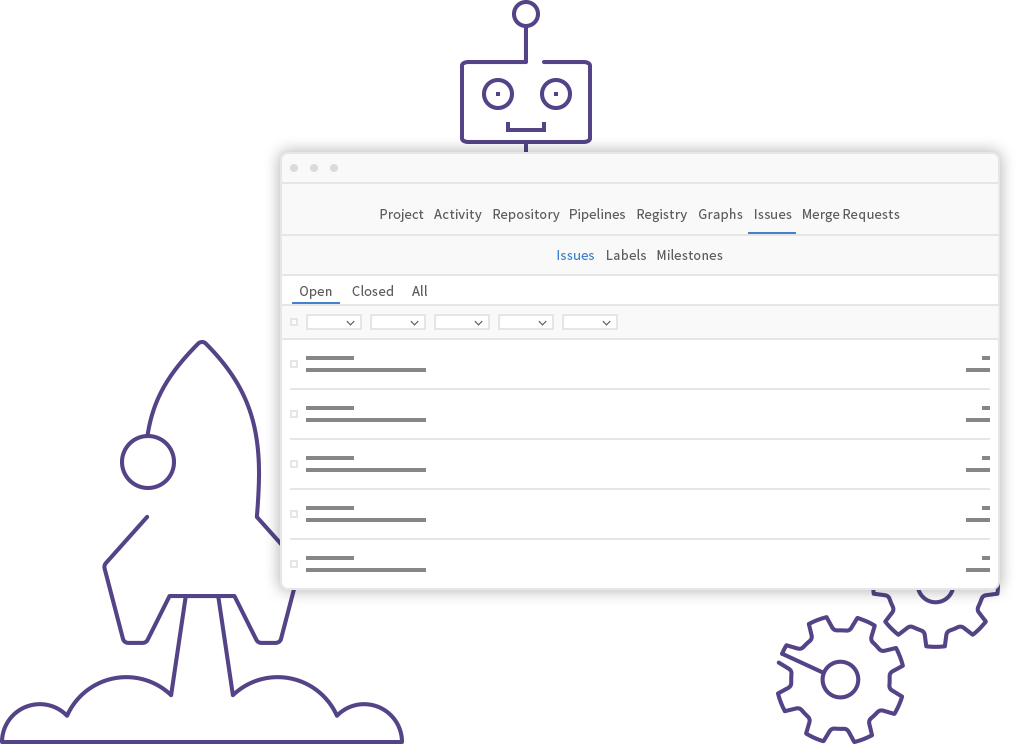 Project Activity Repository Pipelines Registry Graphs Issues Merge Requests
Issues Labels Milestones
Open Closed All